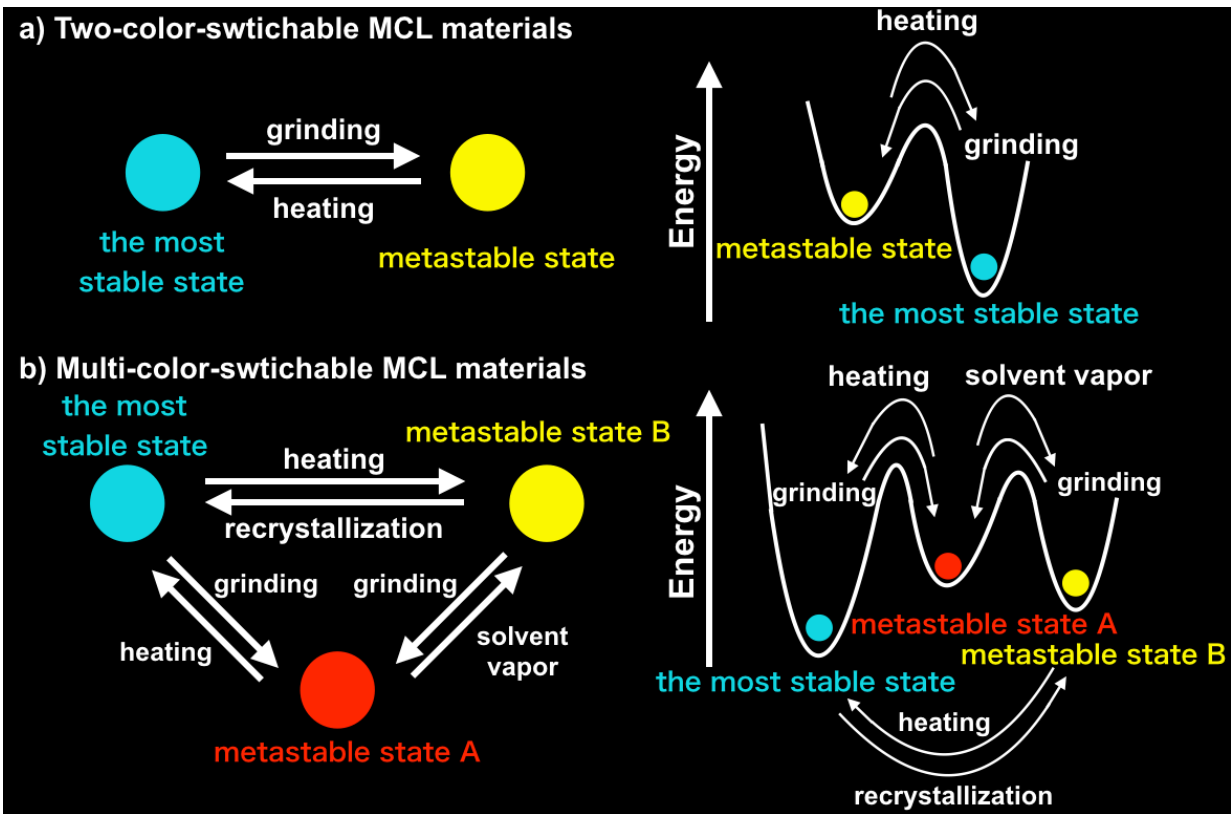 a) Two-color-swtichable MCL materials
grinding
heating
the most
stable state
metastable state
Energy
heating
grinding
metastable state
the most stable state
b) Multi-color-swtichable MCL materials
the most
stable state
metastable state B
heating
recrystallization
grinding
grinding
heating
solvent
vapor
metastable state A
Energy
heating
solvent vapor
grinding
grinding
metastable state A
metastable state B
the most stable state
heating
recrystallization